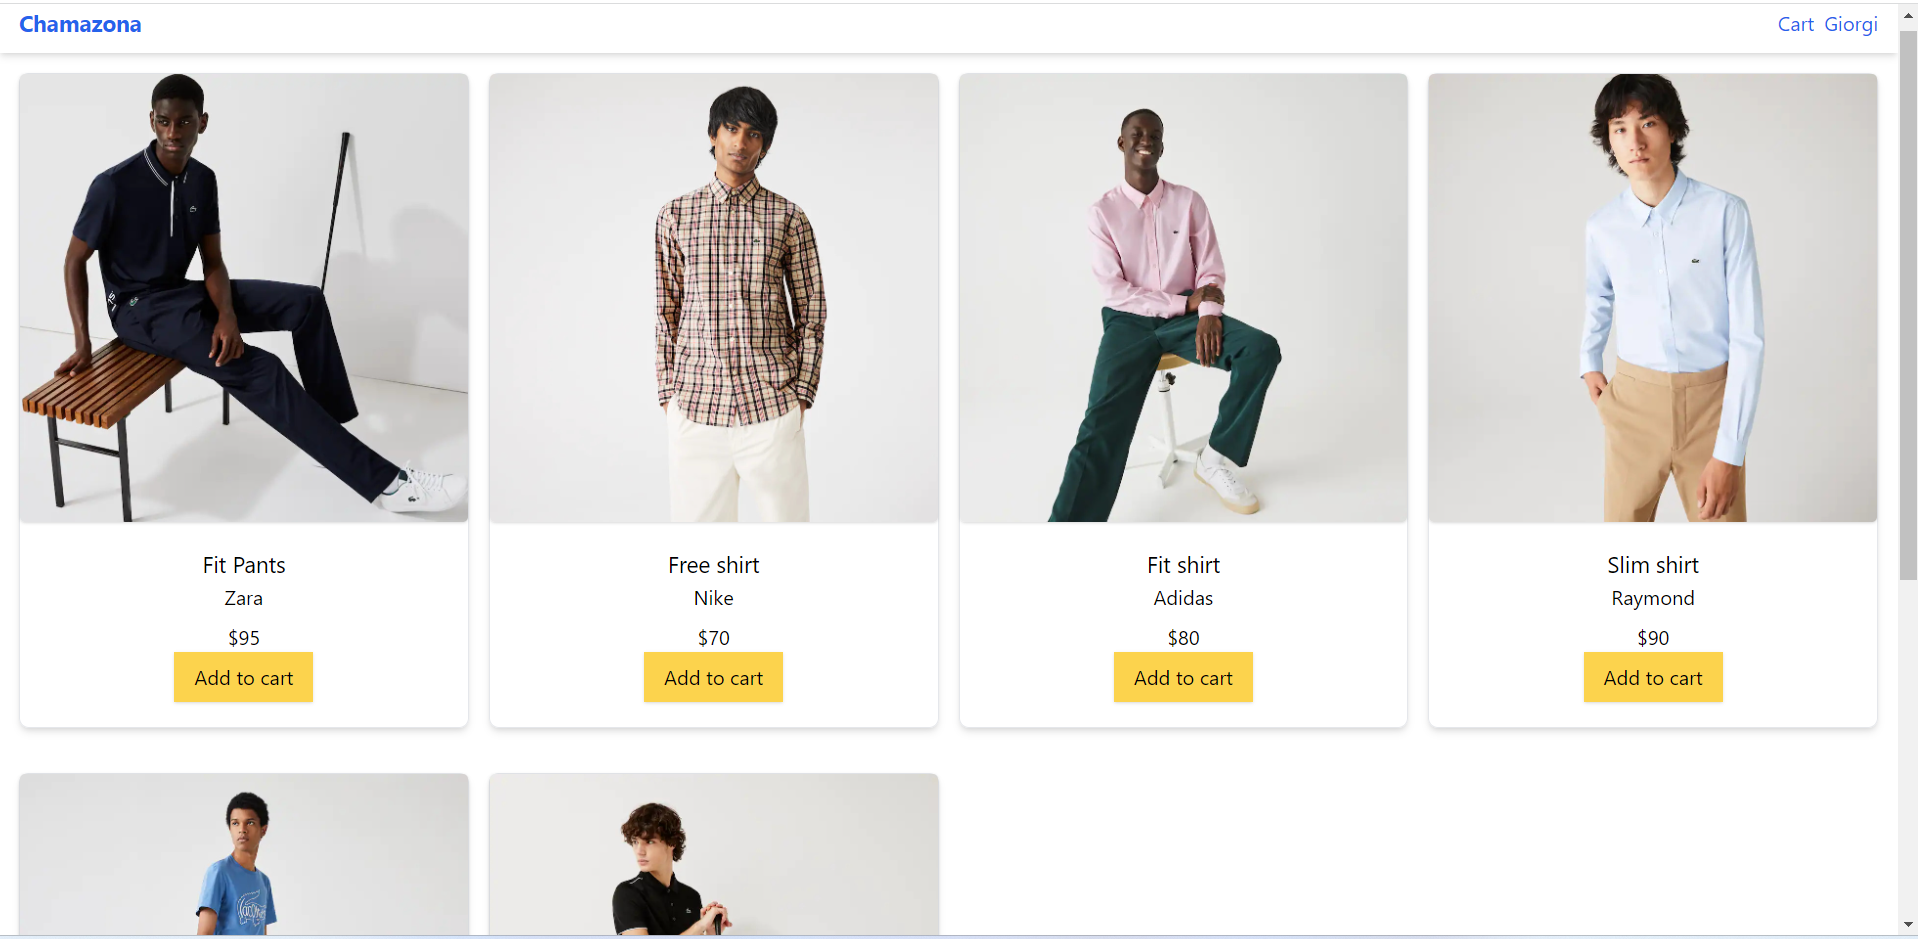 Chamazona
Cart Giorgi
Fit Pants
Zara
$95
Add to cart
Free shirt
Nike
$70
Add to cart
Fit shirt
Adidas
$80
Add to cart
Slim shirt
Raymond
$90
Add to cart